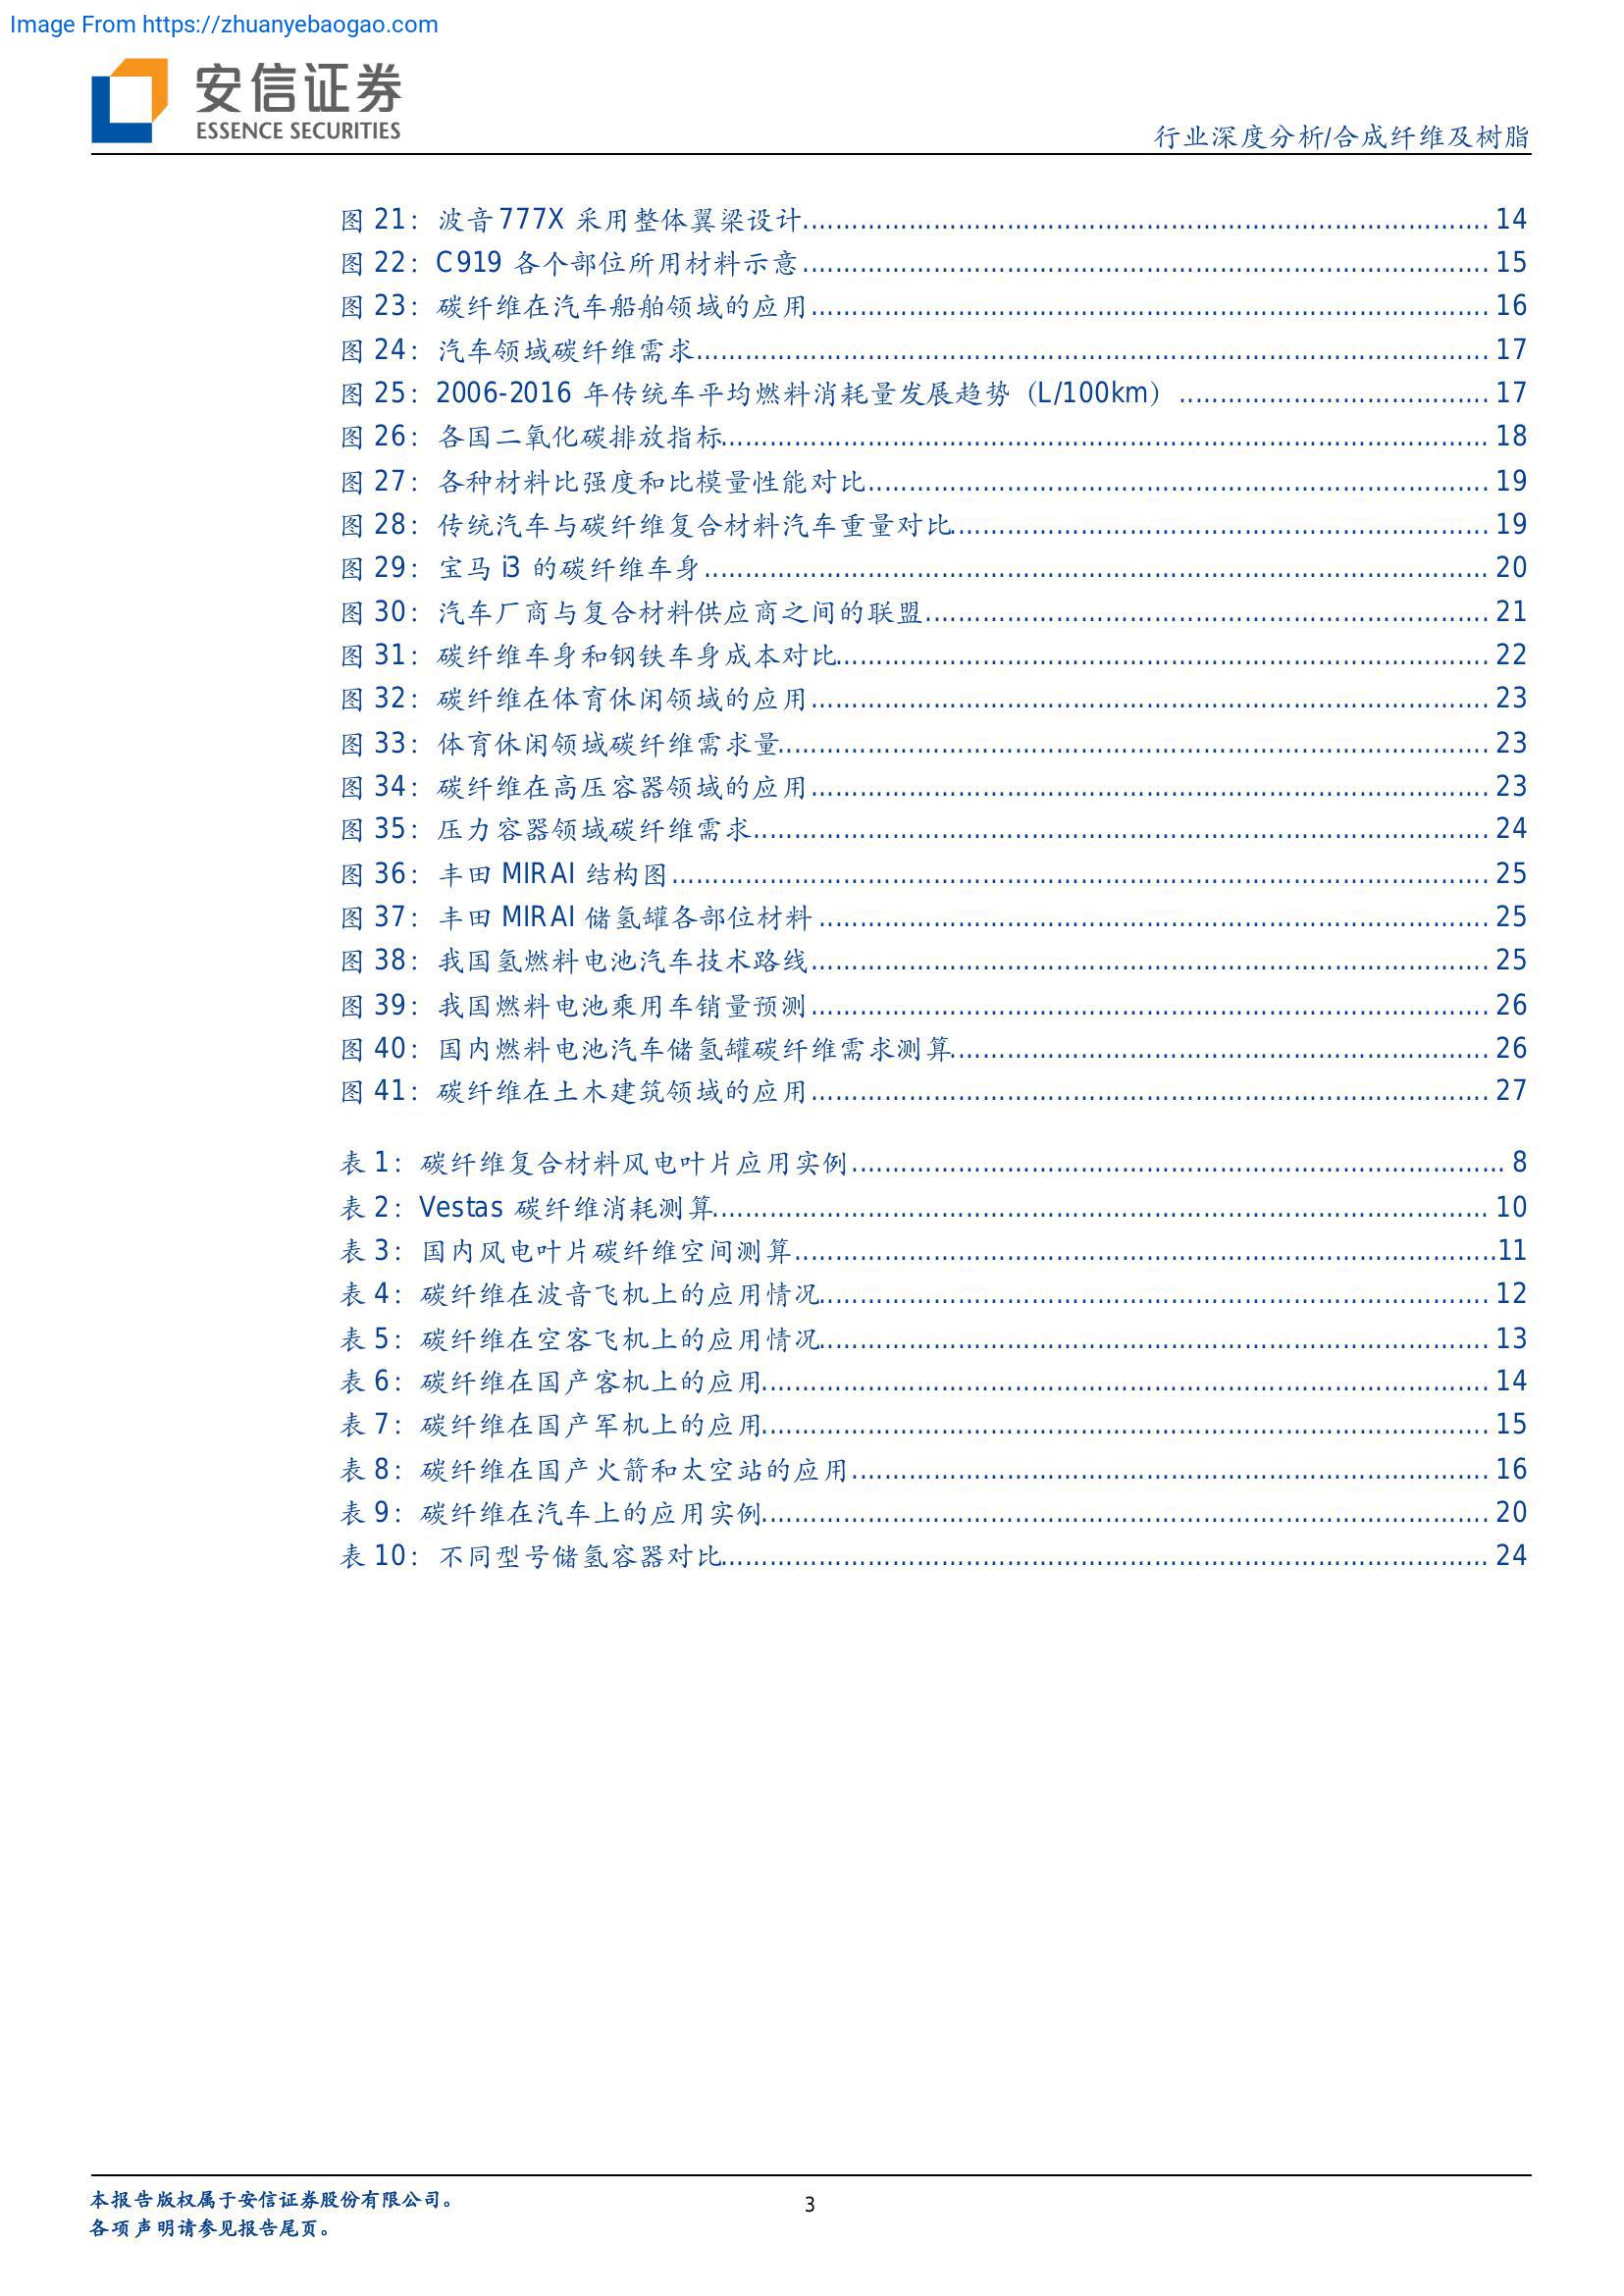 Image From https://zhuanyebaogao.com
安信证券
ESSENCE SECURITIES
行业深度分析/合成纤维及树脂
图 21：波音 777X 采用整体翼梁设计 14
图 22：C919 各个部位所用材料示意 15
图 23：碳纤维在汽车船舶领域的应用 16
图 24：汽车领域碳纤维需求 17
图 25：2006-2016 年传统车平均燃料消耗量发展趋势（L/100km） 17
图 26：各国二氧化碳排放指标 18
图 27：各种材料比强度和比模量性能对比 19
图 28：传统汽车与碳纤维复合材料汽车重量对比 19
图 29：宝马 i3 的碳纤维车身 20
图 30：汽车厂商与复合材料供应商之间的联盟 21
图 31：碳纤维车身和钢铁车身成本对比 22
图 32：碳纤维在体育休闲领域的应用 23
图 33：体育休闲领域碳纤维需求量 23
图 34：碳纤维在高压容器领域的应用 23
图 35：压力容器领域碳纤维需求 24
图 36：丰田 MIRAI 结构图 25
图 37：丰田 MIRAI 储氢罐各部位材料 25
图 38：我国氢燃料电池汽车技术路线 25
图 39：我国燃料电池乘用车销量预测 26
图 40：国内燃料电池汽车储氢罐碳纤维需求测算 26
图 41：碳纤维在土木建筑领域的应用 27
表 1：碳纤维复合材料风电叶片应用实例 8
表 2：Vestas 碳纤维消耗测算 10
表 3：国内风电叶片碳纤维空间测算 11
表 4：碳纤维在波音飞机上的应用情况 12
表 5：碳纤维在空客飞机上的应用情况 13
表 6：碳纤维在国产客机上的应用 14
表 7：碳纤维在国产军机上的应用 15
表 8：碳纤维在国产火箭和太空站的应用 16
表 9：碳纤维在汽车上的应用实例 20
表 10：不同型号储氢容器对比 24
本报告版权属于安信证券股份有限公司。
3
各项声明请参见报告尾页。